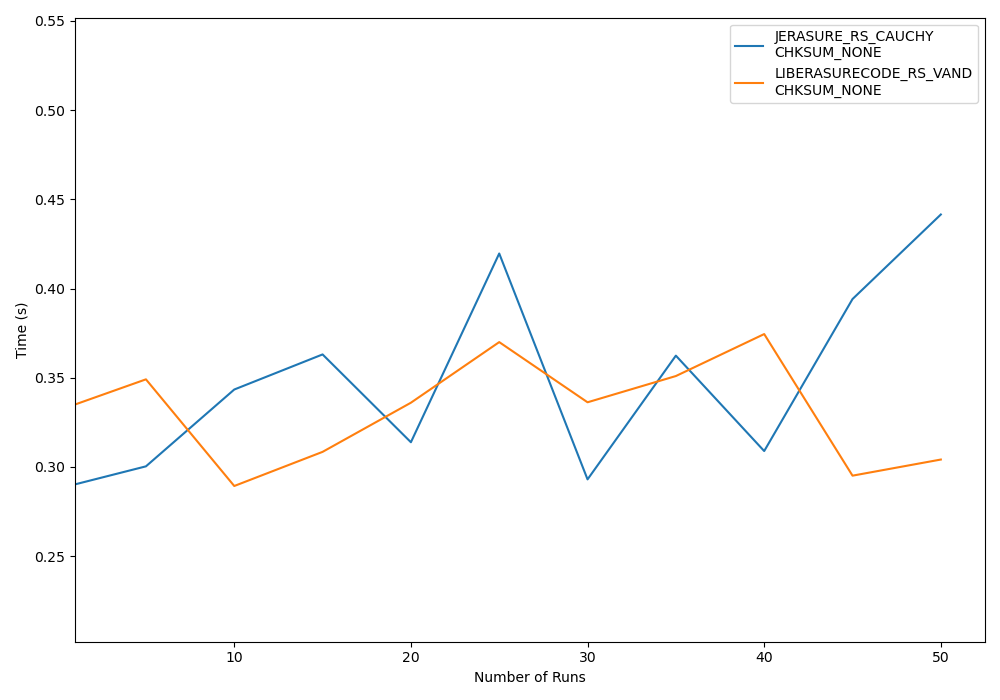 0.55
0.50
0.45
0.40
0.35
0.30
0.25
Time (s)
10 20 30 40 50
Number of Runs
JERASURE_RS_CAUCHY
CHKSUM_NONE
LIBERASURECODE_RS_VAND
CHKSUM_NONE